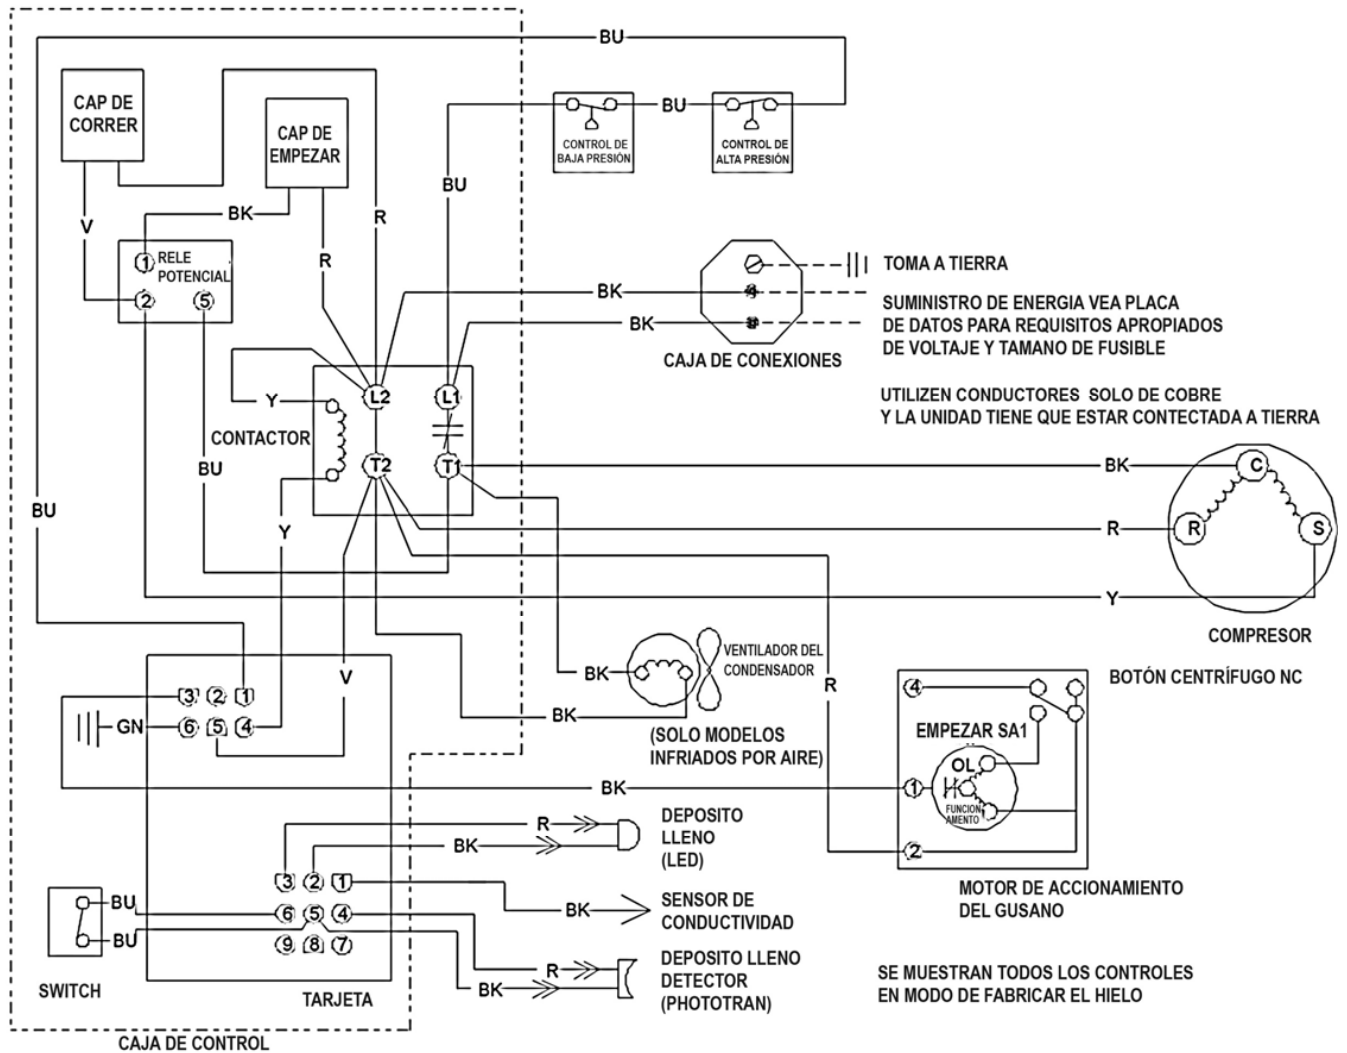 BU
CAP DE
CORRER
CAP DE
EMPEZAR
BU
CONTROL DE
BAJA PRESIÓN
CONTROL DE
ALTA PRESIÓN
BU
V
BK
R
R
1
RELE
POTENCIAL
2
5
TOMA A TIERRA
BK
4
SUMINISTRO DE ENERGIA VEA PLACA
DE DATOS PARA REQUISITOS APROPIADOS
DE VOLTAJE Y TAMANO DE FUSIBLE
BK
CAJA DE CONEXIONES
UTILIZEN CONDUCTORES SOLO DE COBRE
Y LA UNIDAD TIENE QUE ESTAR CONTECTADA A TIERRA
Y
L2
L1
CONTACTOR
BU
T2
T1
BK
C
BU
Y
R
R
S
Y
COMPRESOR
VENTILADOR DEL
CONDENSADOR
BK
V
R
BOTÓN CENTRÍFUGO NC
BK
(SOLO MODELOS
INFRIADOS POR AIRE)
3
2
1
GN
6
5
4
4
EMPEZAR SA1
OL
1
FUNCION
AMENTO
2
BK
MOTOR DE ACCIONAMIENTO
DEL GUSANO
R
BK
DEPOSITO
LLENO
(LED)
3
2
1
BK
SENSOR DE
CONDUCTIVIDAD
BU
6
5
4
BU
9
8
7
R
BK
DEPOSITO LLENO
DETECTOR
(PHOTOTRAN)
SE MUESTRAN TODOS LOS CONTROLES
EN MODO DE FABRICAR EL HIELO
SWITCH
TARJETA
CAJA DE CONTROL